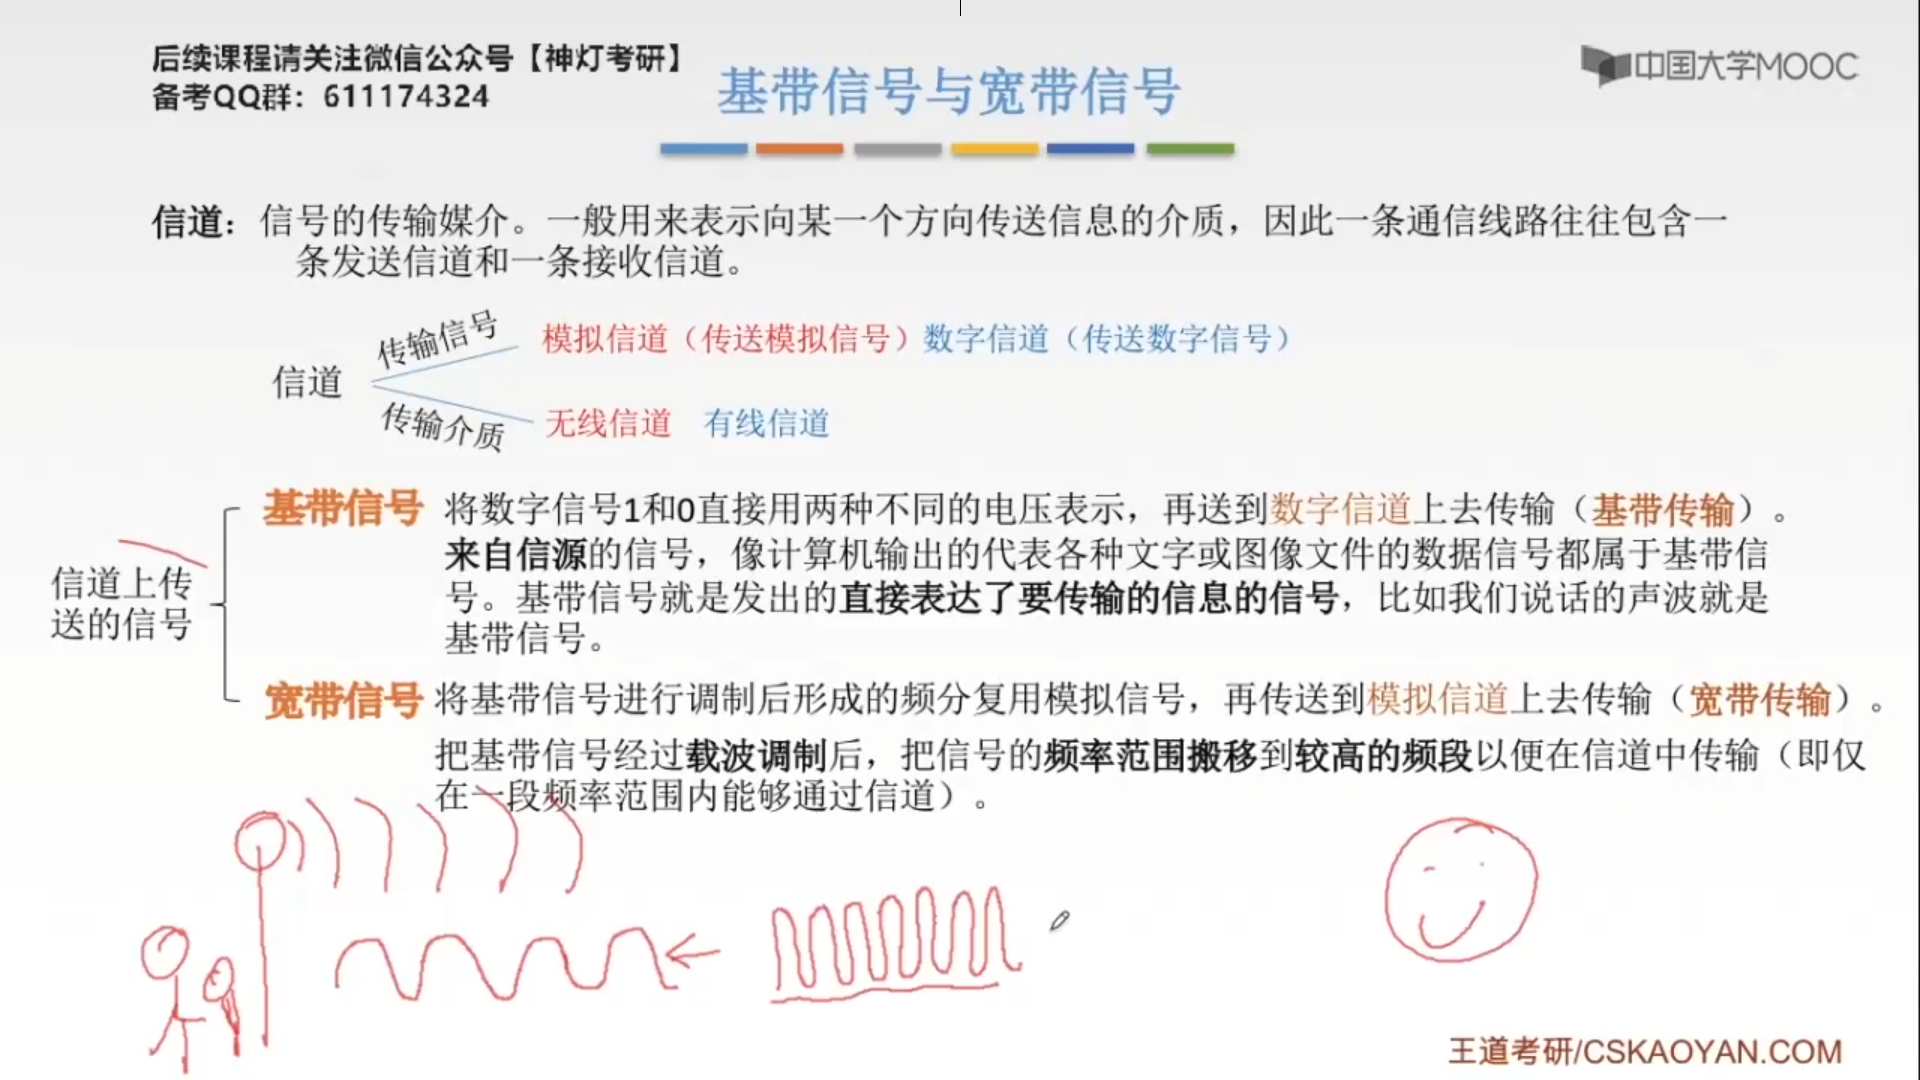 后续课程请关注微信公众号【神灯考研】
备考QQ群：611174324
基带信号与宽带信号
中国大学MOOC
信道：信号的传输媒介。一般用来表示向某一个方向传送信息的介质，因此一条通信线路往往包含一
条发送信道和一条接收信道。
传输信号
模拟信道（传送模拟信号）数字信道（传送数字信号）
信道
传输介质
无线信道 有线信道
基带信号 将数字信号1和0直接用两种不同的电压表示，再送到数字信道上去传输（基带传输）。
来自信源的信号，像计算机输出的代表各种文字或图像文件的数据信号都属于基带信
号。基带信号就是发出的直接表达了要传输的信息的信号，比如我们说话的声波就是
基带信号。
信道上传
送的信号
宽带信号 将基带信号进行调制后形成的频分复用模拟信号，再传送到模拟信道上去传输（宽带传输）。
把基带信号经过载波调制后，把信号的频率范围搬移到较高的频段以便在信道中传输（即仅
在一段频率范围内能够通过信道）。
王道考研/CSKAOYAN.COM